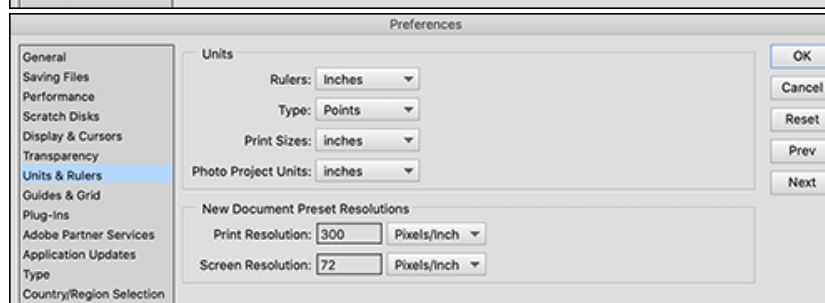 Preferences
General
Saving Files
Performance
Scratch Disks
Display & Cursors
Transparency
Units & Rulers
Guides & Grid
Plug-Ins
Adobe Partner Services
Application Updates
Type
Country/Region Selection
Units
Rulers: Inches
Type: Points
Print Sizes: inches
Photo Project Units: inches
New Document Preset Resolutions
Print Resolution: 300 Pixels/Inch
Screen Resolution: 72 Pixels/Inch
OK
Cancel
Reset
Prev
Next